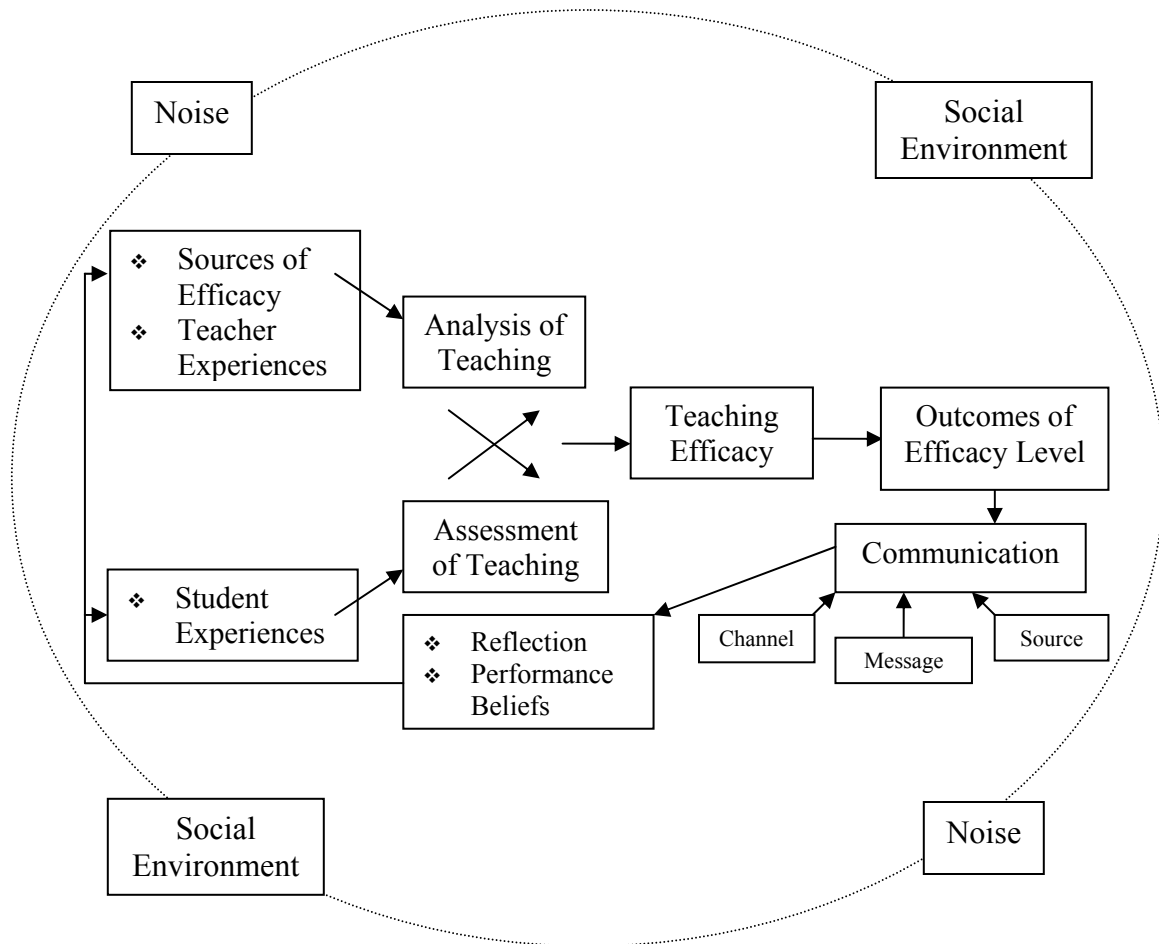 Noise
Social
Environment
❖ Sources of
Efficacy
❖ Teacher
Experiences
Analysis of
Teaching
Teaching
Efficacy
Outcomes of
Efficacy Level
Assessment
of Teaching
Communication
❖ Student
Experiences
Channel
Message
Source
❖ Reflection
❖ Performance
Beliefs
Social
Environment
Noise